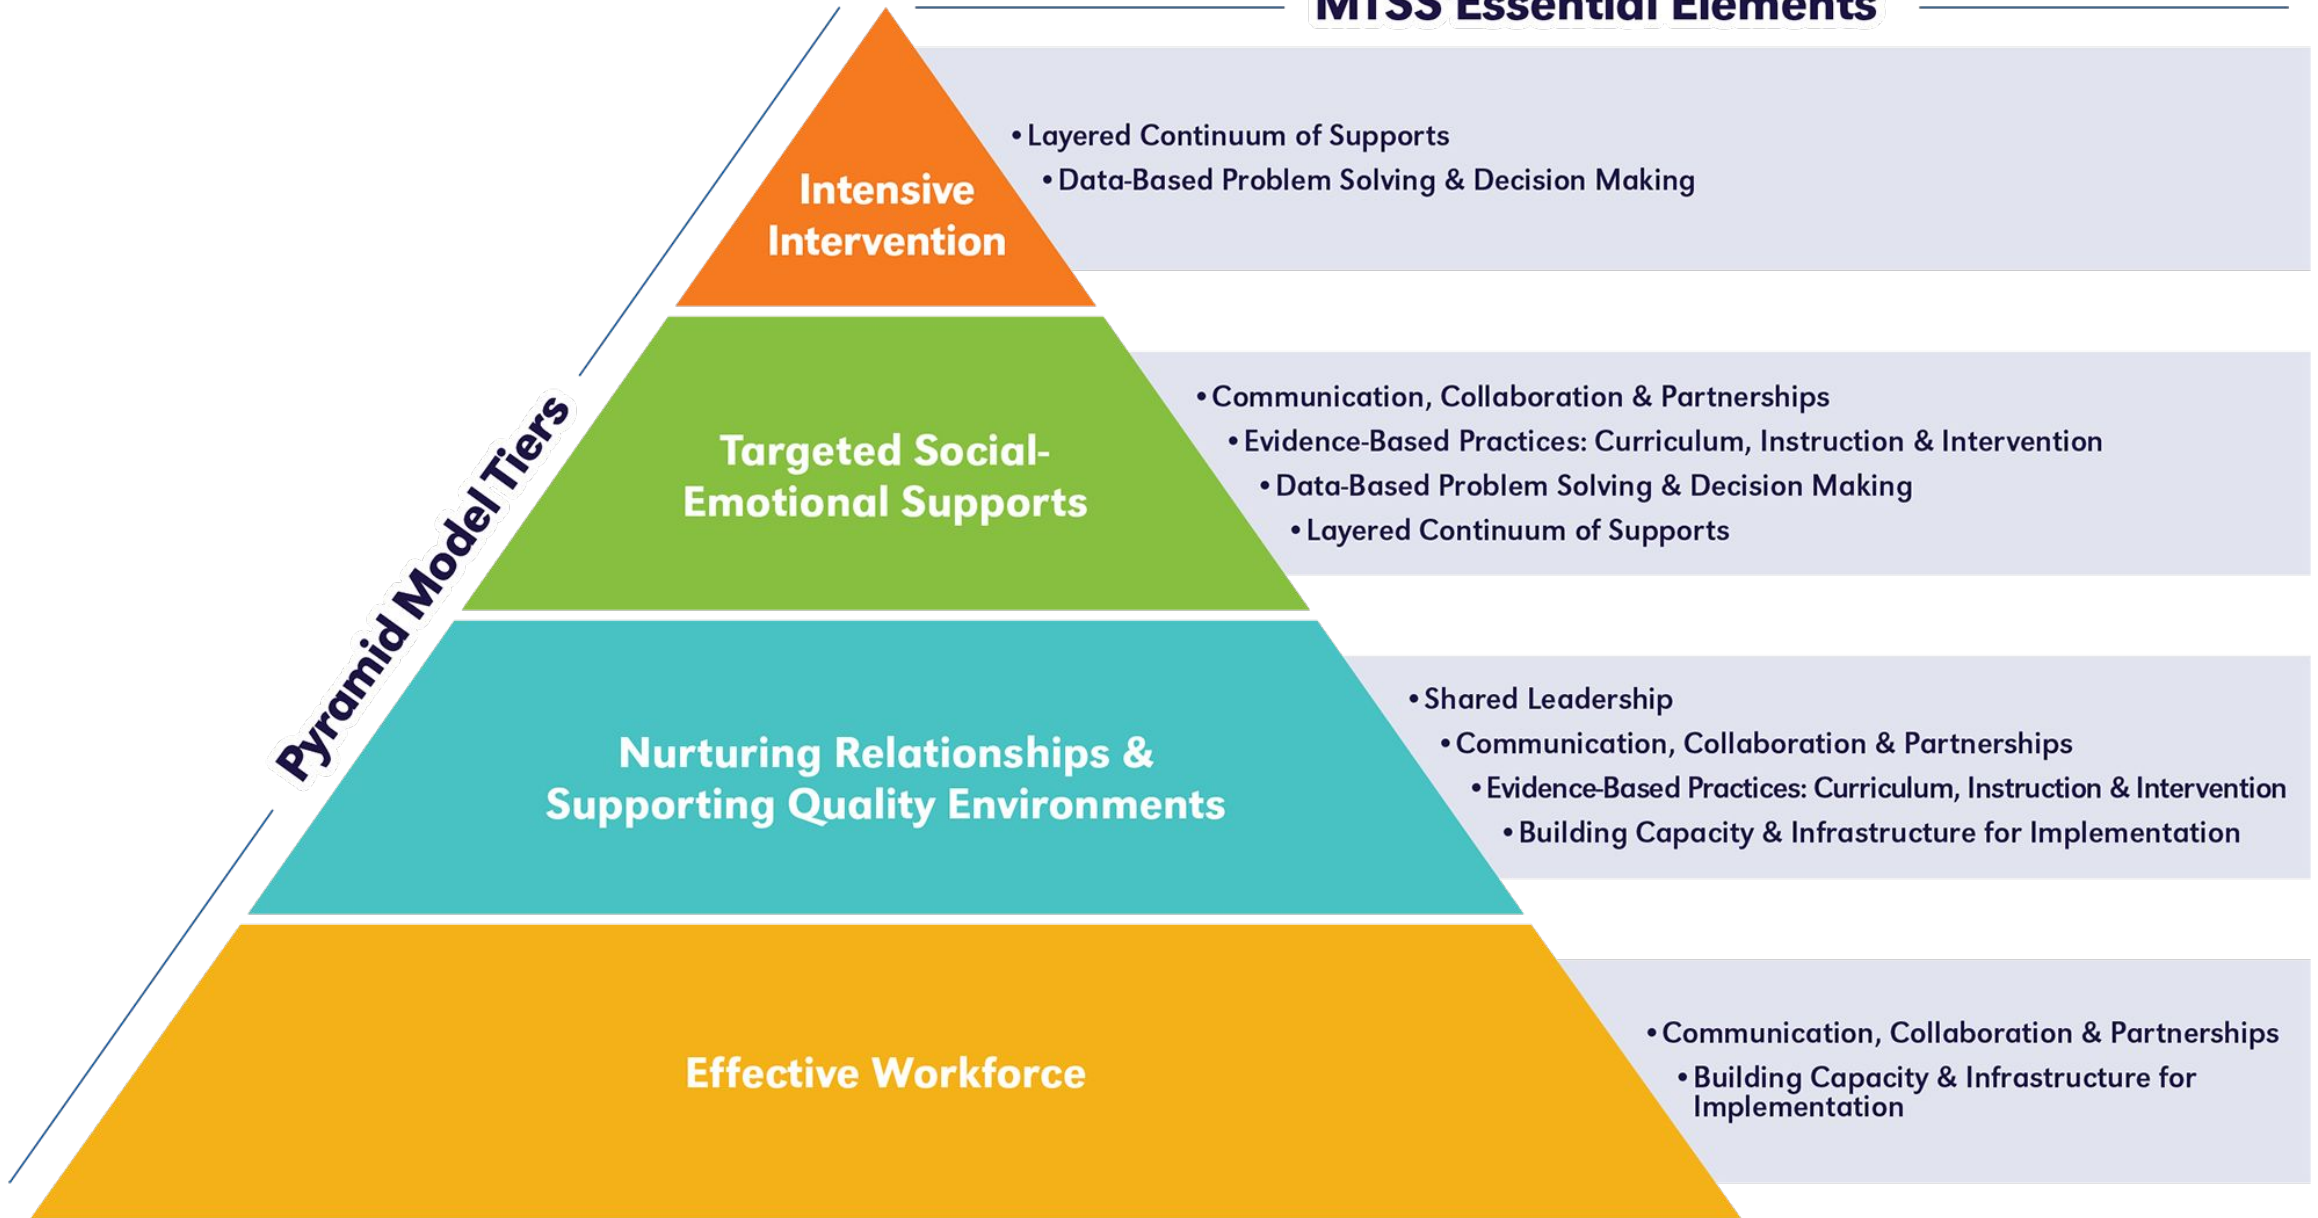 MTSS Essential Elements
Pyramid Model Tiers
Intensive
Intervention
• Layered Continuum of Supports
• Data-Based Problem Solving & Decision Making
Targeted Social-
Emotional Supports
• Communication, Collaboration & Partnerships
• Evidence-Based Practices: Curriculum, Instruction & Intervention
• Data-Based Problem Solving & Decision Making
• Layered Continuum of Supports
Nurturing Relationships &
Supporting Quality Environments
• Shared Leadership
• Communication, Collaboration & Partnerships
• Evidence-Based Practices: Curriculum, Instruction & Intervention
• Building Capacity & Infrastructure for Implementation
Effective Workforce
• Communication, Collaboration & Partnerships
• Building Capacity & Infrastructure for
Implementation